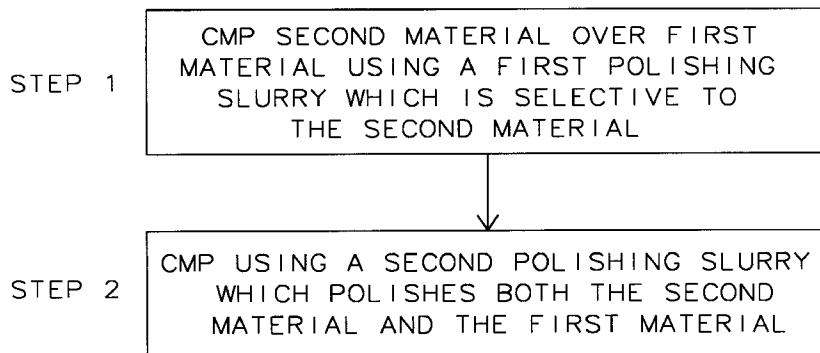 CMP SECOND MATERIAL OVER FIRST
STEP 1 MATERIAL USING A FIRST POLISHING
SLURRY WHICH IS SELECTIVE TO
THE SECOND MATERIAL
CMP USING A SECOND POLISHING SLURRY
STEP 2 WHICH POLISHES BOTH THE SECOND
MATERIAL AND THE FIRST MATERIAL